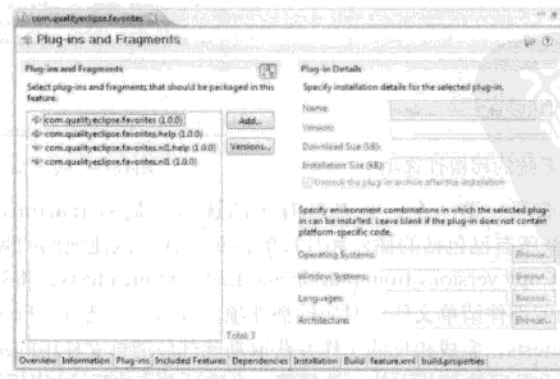 com.qualityeclipse.favorites
Plug-ins and Fragments
Plug-ins and Fragments
Select plug-ins and fragments that should be packaged in this
feature.
com.qualityeclipse.favorites (1.0.0)
com.qualityeclipse.favorites.help (1.0.0)
com.qualityeclipse.favorites.nl1.help (1.0.0)
com.qualityeclipse.favorites.nl1 (1.0.0)
Add...
Versions...
Total: 3
Plug-in Details
Specify installation details for the selected plug-in.
Name:
Version:
Download Size (kB):
Installation Size (kB):
Unpack the plug-in archive after the installation
Specify environment combinations in which the selected plug-
in can be installed. Leave blank if the plug-in does not contain
platform-specific code.
Operating Systems:
Browse...
Window Systems:
Browse...
Languages:
Browse...
Architecture:
Browse...
Overview Information Plug-ins Included Features Dependencies Installation Build feature.xml build.properties